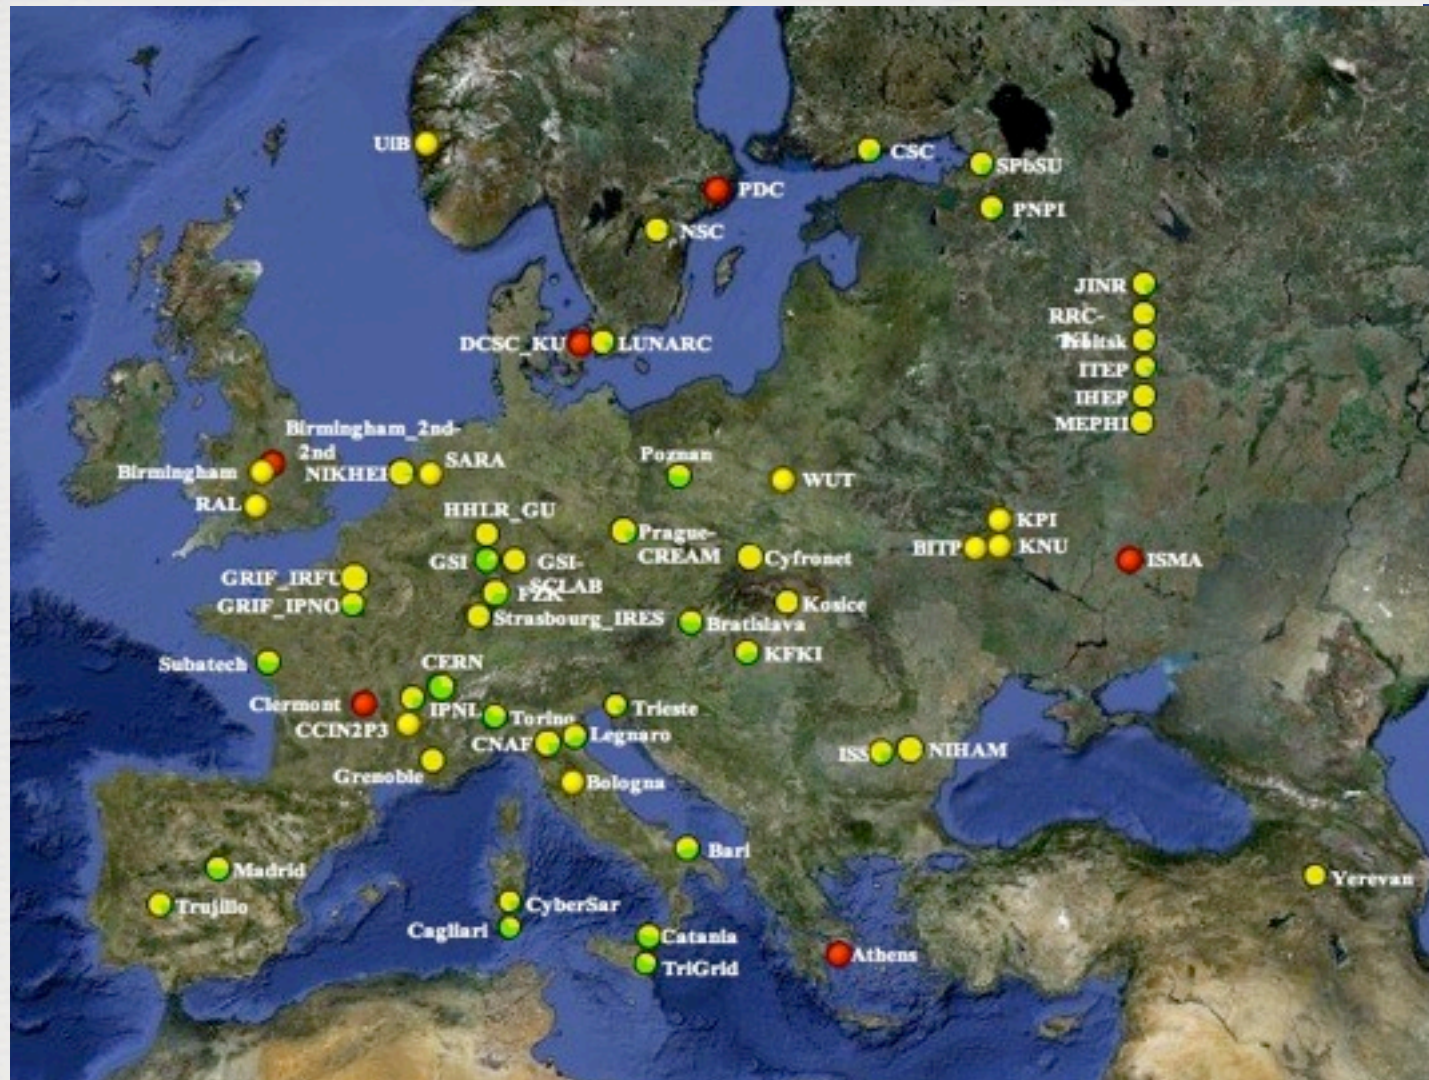 UiB
CSC
SPbSU
PDC
PNPI
NSC
JINR
RRC-
Troitsk
DCSC_KU
LUNARC
ITEP
IHEP
MEPHI
Birmingham_2nd-
2nd
Birmingham
NIKHEF
SARA
Poznan
WUT
RAL
HHLR_GU
KPI
Prague-
CREAM
BITP
KNU
GSI
GSI-
SCLAB
Cyfronet
ISMA
GRIF_IRFU
FZK
GRIF_IPNO
Kosice
Strasbourg_IRES
Bratislava
Subatech
CERN
KFKI
Clermont
IPNL
Trieste
Torino
CCIN2P3
CNAF
Legnaro
ISS
NIHAM
Grenoble
Bologna
Bari
Madrid
Yerevan
Trujillo
CyberSar
Cagliari
Catania
Athens
TriGrid